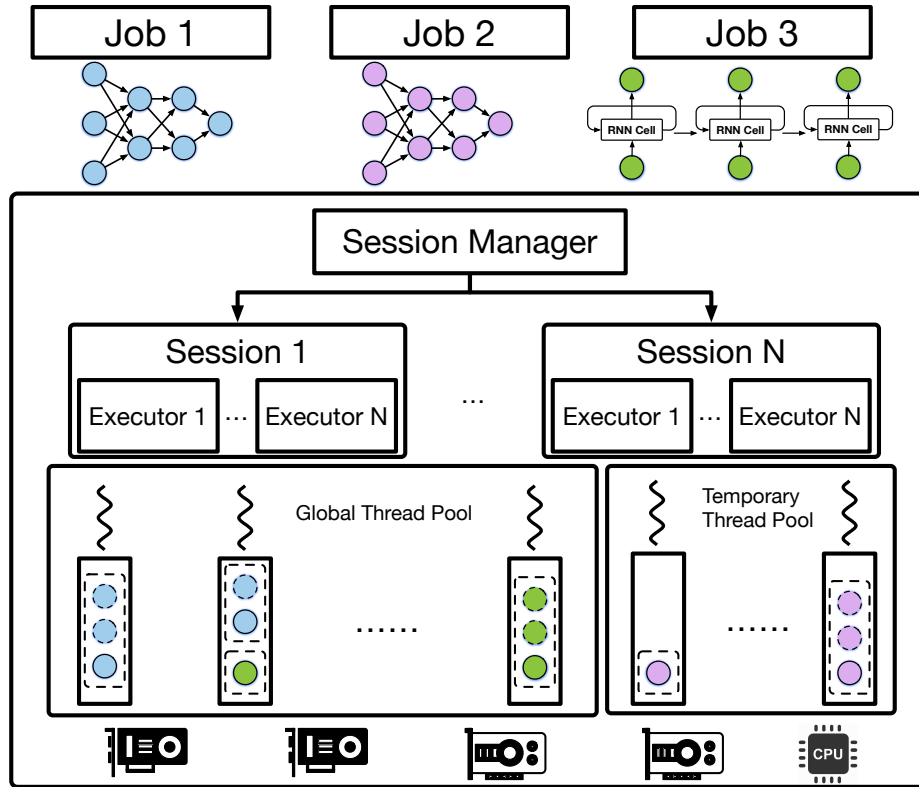 Job 1
Job 2
Job 3
RNN Cell
RNN Cell
RNN Cell
Session Manager
Session 1
Session N
Executor 1
...
Executor N
...
Executor 1
...
Executor N
Global Thread Pool
Temporary
Thread Pool
......
......
CPU